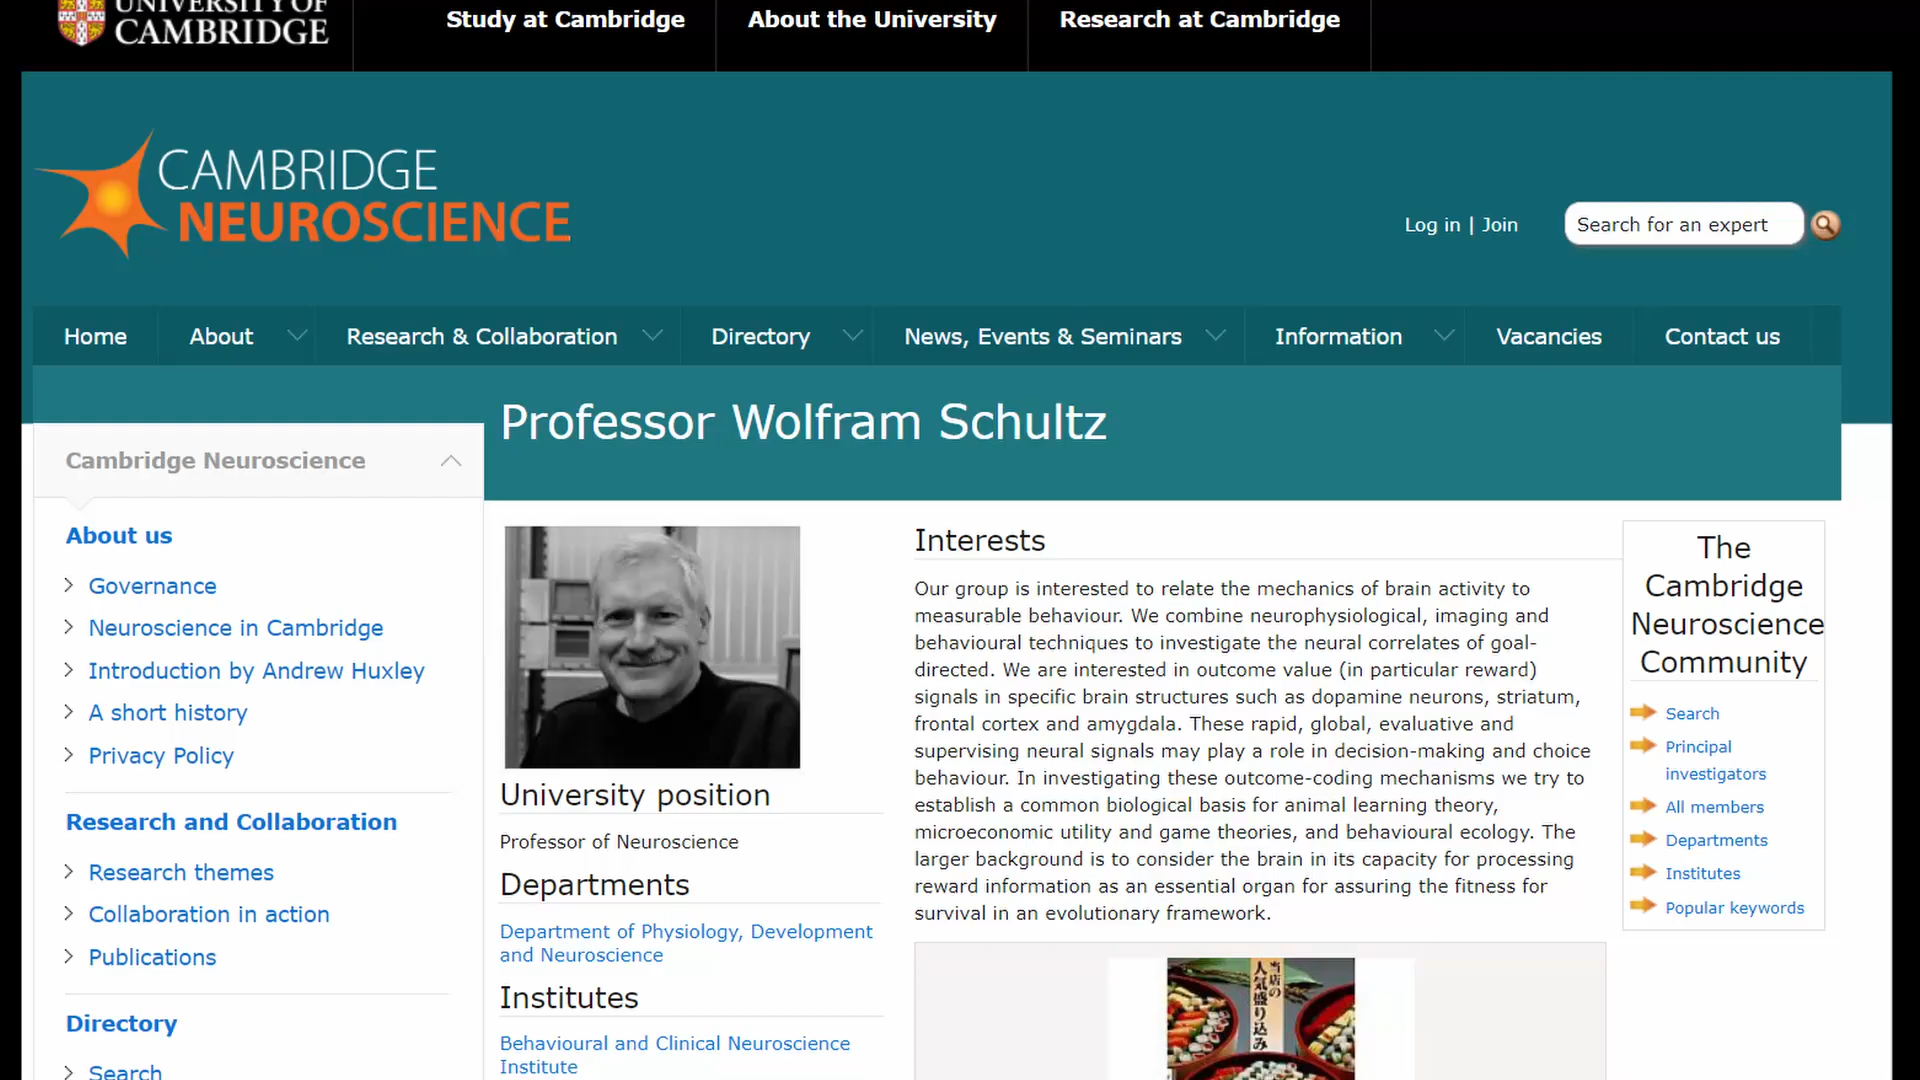 UNIVERSITY OF
CAMBRIDGE
Study at Cambridge
About the University
Research at Cambridge
CAMBRIDGE
NEUROSCIENCE
Log in | Join
Search for an expert
Home
About
Research & Collaboration
Directory
News, Events & Seminars
Information
Vacancies
Contact us
Professor Wolfram Schultz
Cambridge Neuroscience
About us
Governance
Neuroscience in Cambridge
Introduction by Andrew Huxley
A short history
Privacy Policy
Research and Collaboration
Research themes
Collaboration in action
Publications
Directory
Search
University position
Professor of Neuroscience
Departments
Department of Physiology, Development
and Neuroscience
Institutes
Behavioural and Clinical Neuroscience
Institute
Interests
Our group is interested to relate the mechanics of brain activity to
measurable behaviour. We combine neurophysiological, imaging and
behavioural techniques to investigate the neural correlates of goal-
directed. We are interested in outcome value (in particular reward)
signals in specific brain structures such as dopamine neurons, striatum,
frontal cortex and amygdala. These rapid, global, evaluative and
supervising neural signals may play a role in decision-making and choice
behaviour. In investigating these outcome-coding mechanisms we try to
establish a common biological basis for animal learning theory,
microeconomic utility and game theories, and behavioural ecology. The
larger background is to consider the brain in its capacity for processing
reward information as an essential organ for assuring the fitness for
survival in an evolutionary framework.
当店の
人気盛り込み
The
Cambridge
Neuroscience
Community
Search
Principal
investigators
All members
Departments
Institutes
Popular keywords